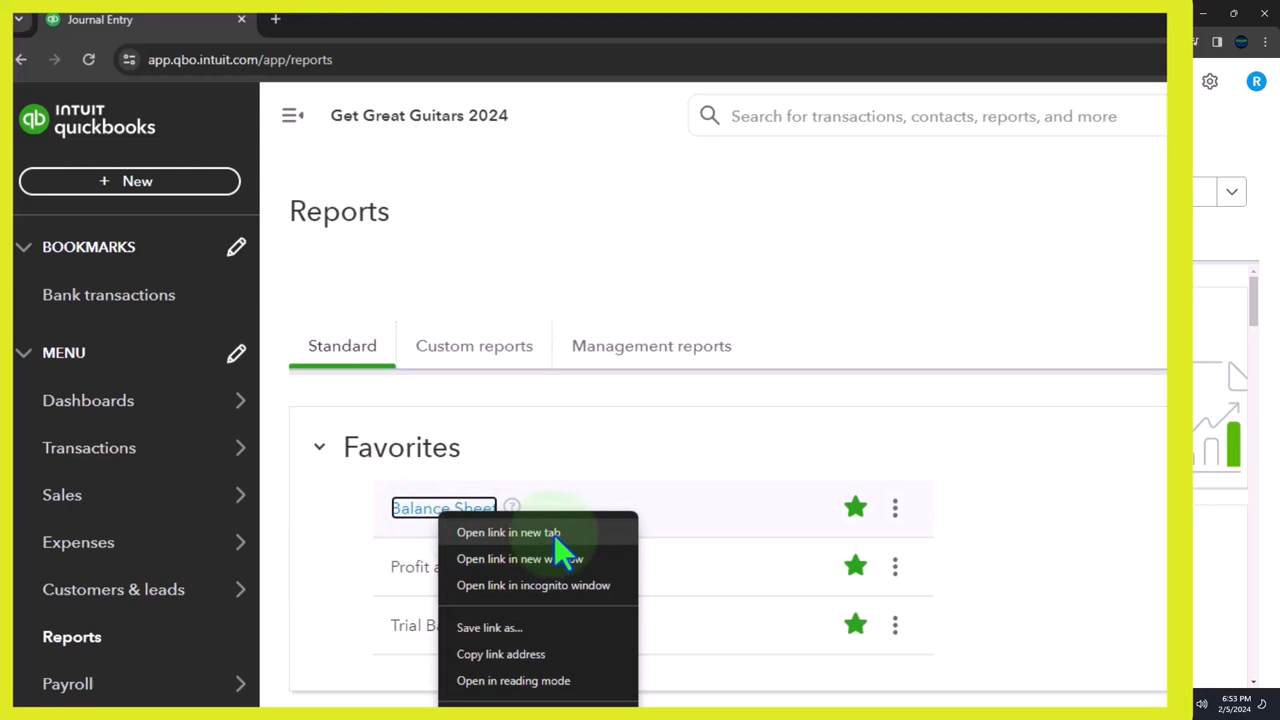 Journal Entry
app.qbo.intuit.com/app/reports
INTUIT
quickbooks
qb
Get Great Guitars 2024
Search for transactions, contacts, reports, and more
R
+ New
Reports
BOOKMARKS
Bank transactions
Standard
Custom reports
Management reports
MENU
Dashboards
Transactions
Sales
Expenses
Customers & leads
Reports
Payroll
Favorites
Balance Sheet
Profit a
Trial Ba
Open link in new tab
Open link in new window
Open link in incognito window
Save link as...
Copy link address
Open in reading mode
6:53 PM
2/5/2024